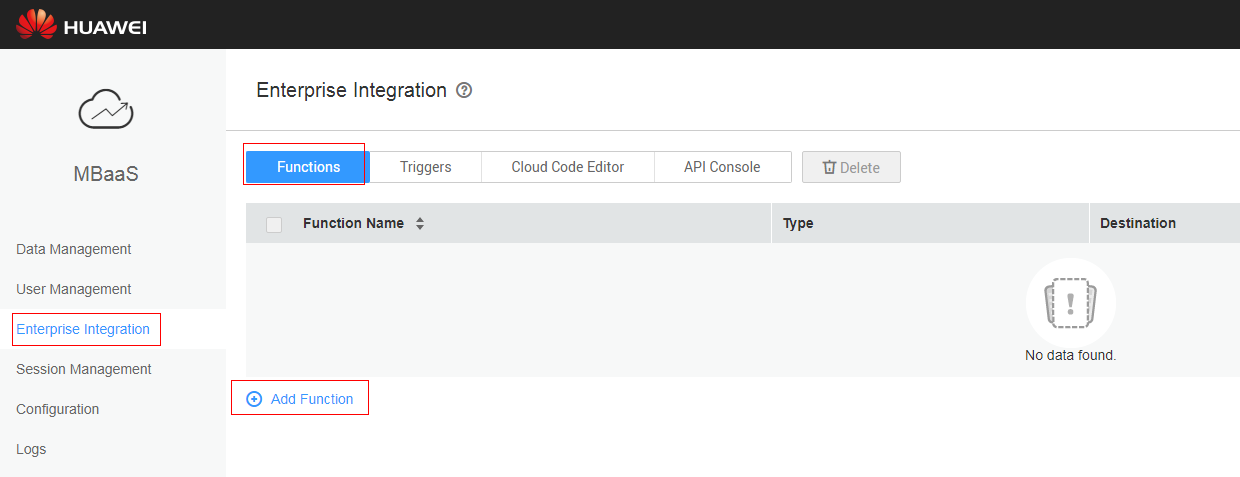 HUAWEI
MBaaS
Data Management
User Management
Enterprise Integration
Session Management
Configuration
Logs
Enterprise Integration ?
Functions Triggers Cloud Code Editor API Console Delete
Function Name Type Destination
!
No data found.
Add Function